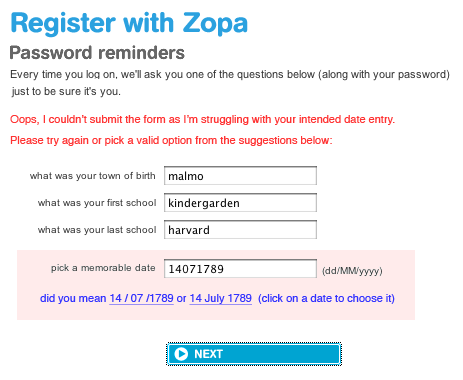 Register with Zopa
Password reminders
Every time you log on, we'll ask you one of the questions below (along with your password)
just to be sure it's you.
Oops, I couldn't submit the form as I'm struggling with your intended date entry.
Please try again or pick a valid option from the suggestions below:
what was your town of birth malmo
what was your first school kindergarden
what was your last school harvard
pick a memorable date 14071789 (dd/MM/yyyy)
did you mean 14 / 07 /1789 or 14 July 1789 (click on a date to choose it)
NEXT